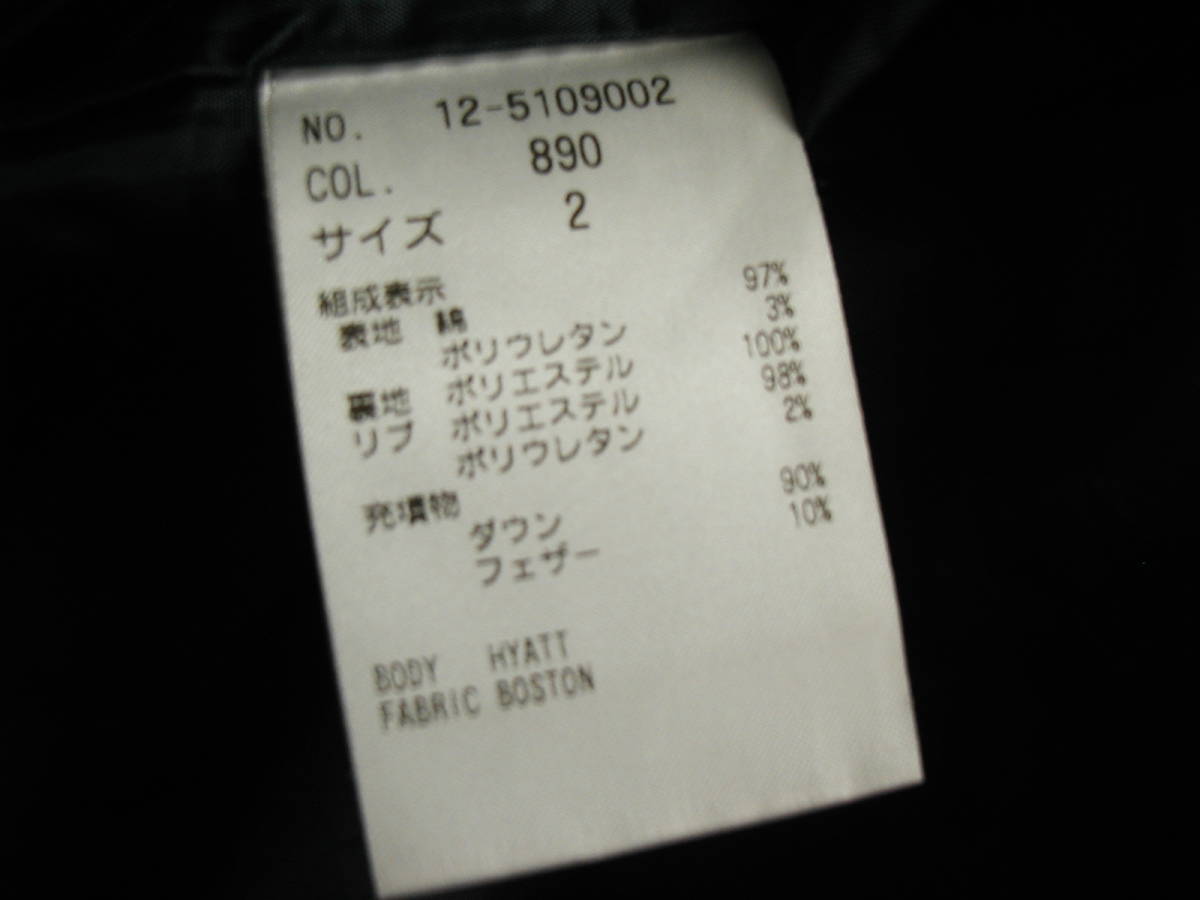 NO. 12-5109002
COL. 890
サイズ 2
組成表示
表地 綿 97%
ポリウレタン 3%
裏地 ポリエステル 100%
リブ ポリエステル 98%
ポリウレタン 2%
充填物
ダウン 90%
フェザー 10%
BODY HYATT
FABRIC BOSTON